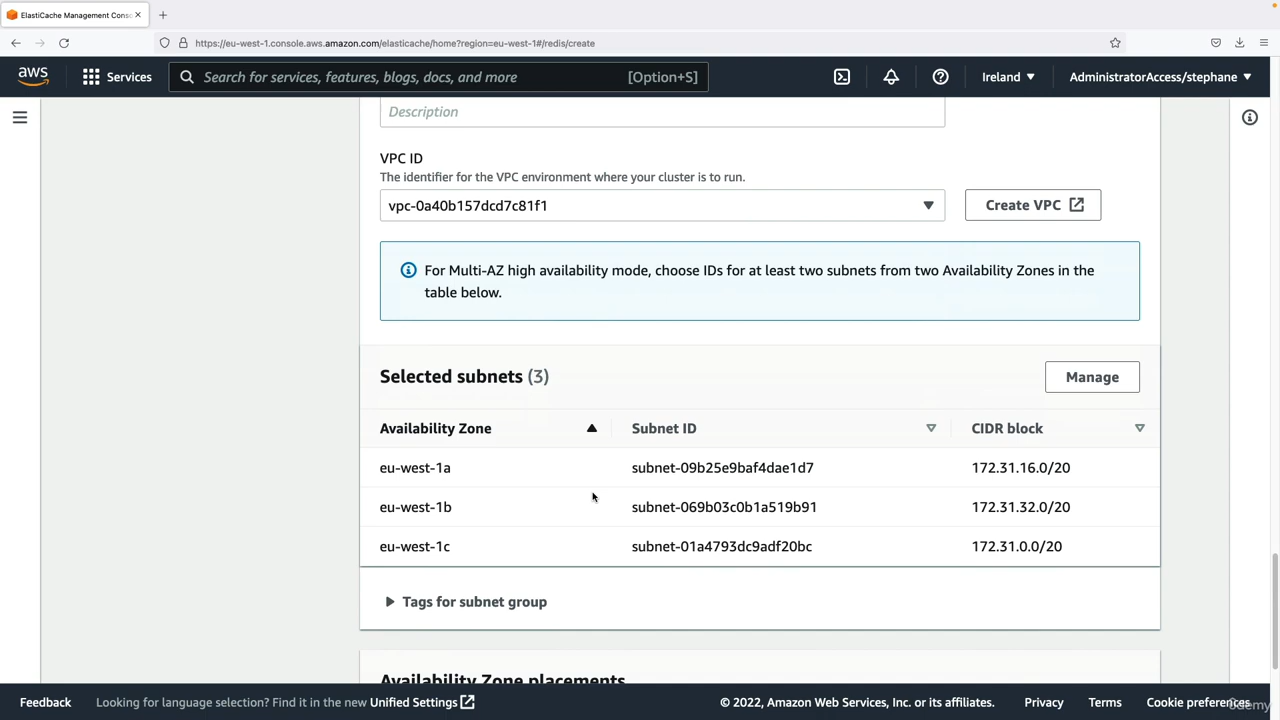 ElastiCache Management Conso
https://eu-west-1.console.aws.amazon.com/elasticache/home?region=eu-west-1#/redis/create
aws
Services
Search for services, features, blogs, docs, and more
[Option+S]
Ireland
AdministratorAccess/stephane
Description
VPC ID
The identifier for the VPC environment where your cluster is to run.
vpc-0a40b157dcd7c81f1
Create VPC
For Multi-AZ high availability mode, choose IDs for at least two subnets from two Availability Zones in the
table below.
Selected subnets (3)
Manage
Availability Zone Subnet ID CIDR block
eu-west-1a subnet-09b25e9baf4dae1d7 172.31.16.0/20
eu-west-1b subnet-069b03c0b1a519b91 172.31.32.0/20
eu-west-1c subnet-01a4793dc9adf20bc 172.31.0.0/20
Tags for subnet group
Availability Zone placements
Feedback
Looking for language selection? Find it in the new Unified Settings
© 2022, Amazon Web Services, Inc. or its affiliates.
Privacy
Terms
Cookie preferences
Udemy